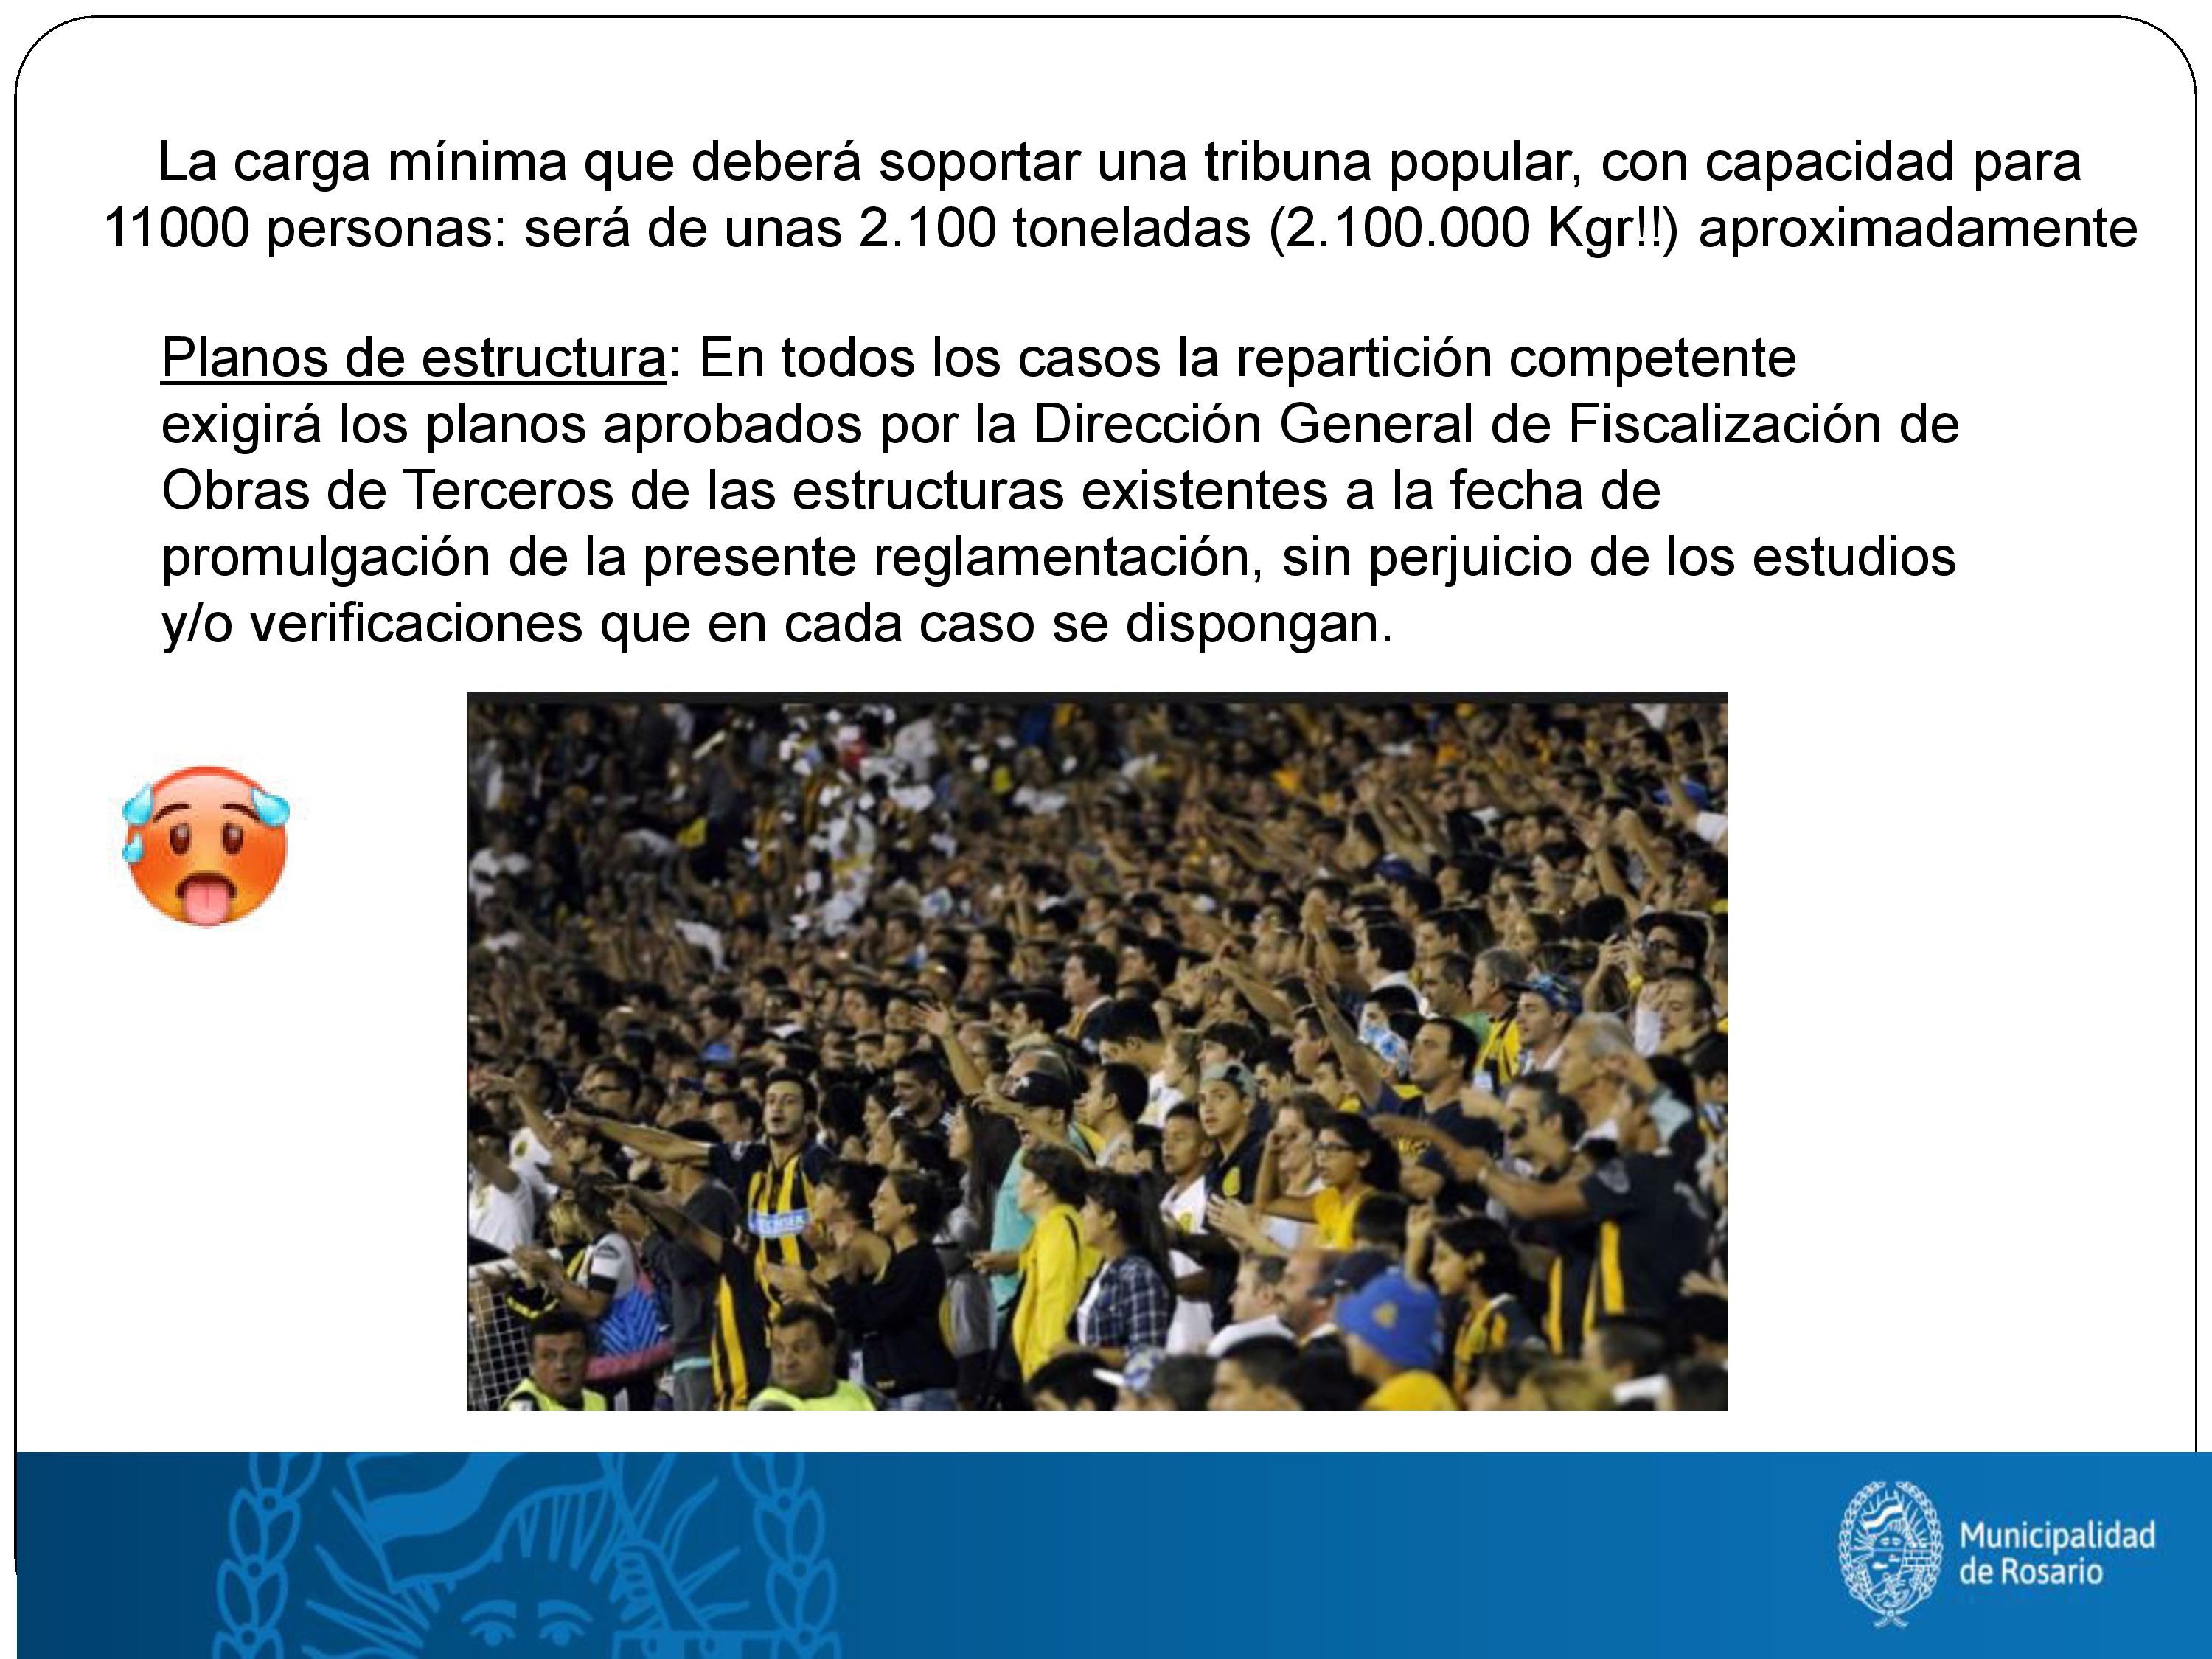 La carga mínima que deberá soportar una tribuna popular, con capacidad para
11000 personas: será de unas 2.100 toneladas (2.100.000 Kgr!!) aproximadamente
Planos de estructura: En todos los casos la repartición competente
exigirá los planos aprobados por la Dirección General de Fiscalización de
Obras de Terceros de las estructuras existentes a la fecha de
promulgación de la presente reglamentación, sin perjuicio de los estudios
y/o verificaciones que en cada caso se dispongan.
Municipalidad
de Rosario